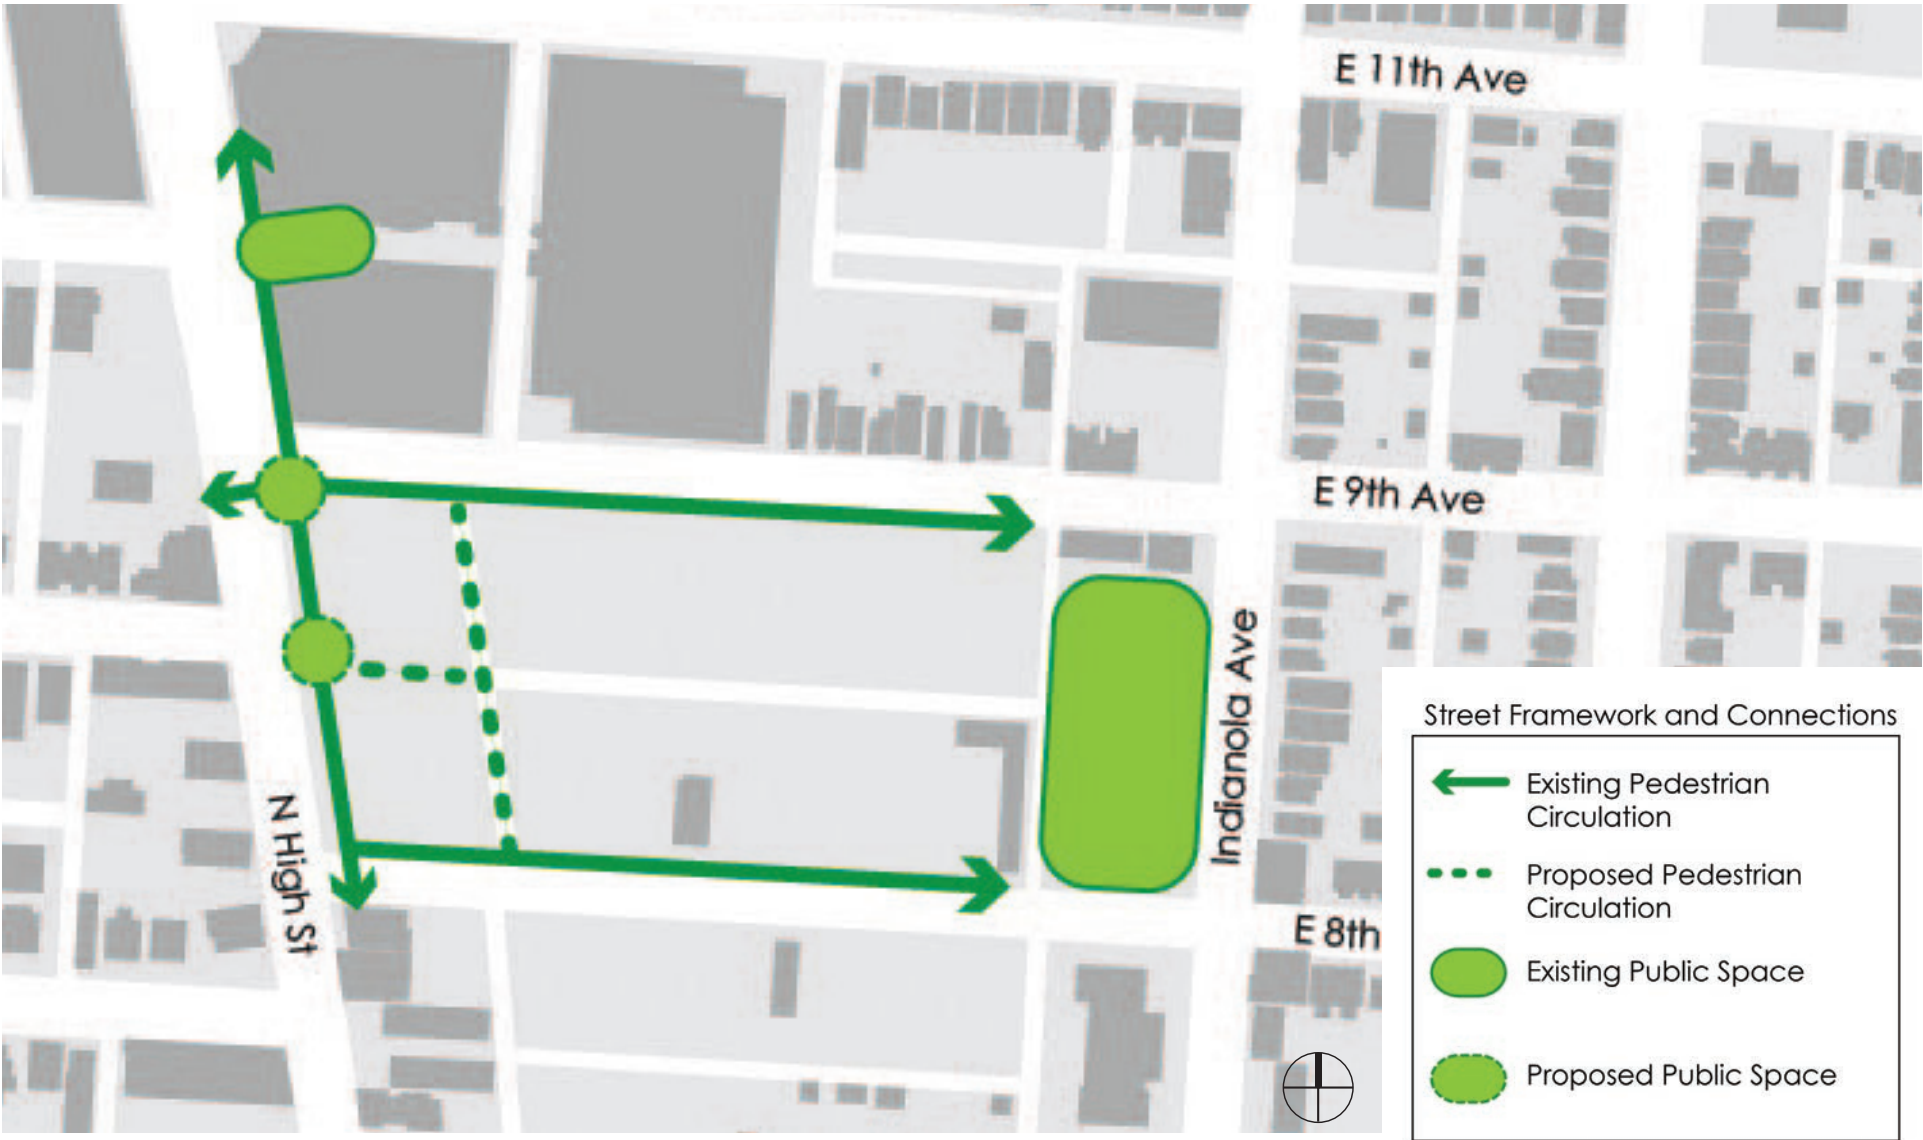 E 11th Ave
E 9th Ave
Indianola Ave
N High St
E 8th
Street Framework and Connections
Existing Pedestrian
Circulation
Proposed Pedestrian
Circulation
Existing Public Space
Proposed Public Space